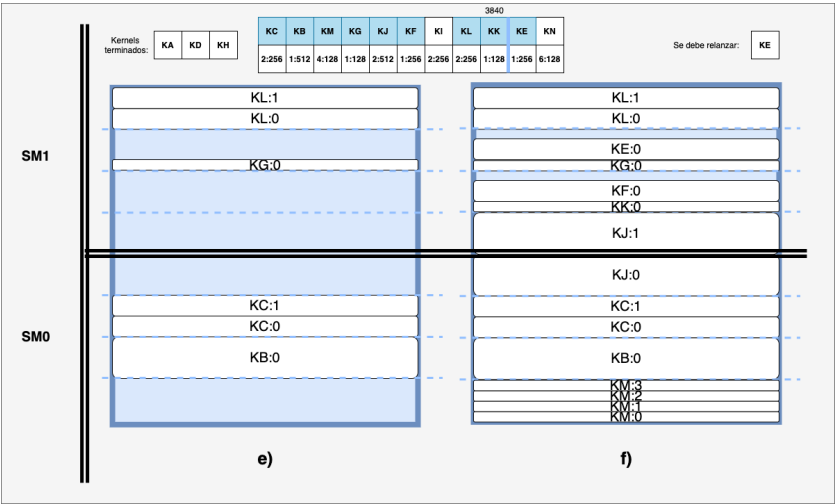 3840
Kernels terminados: KA KD KH
KC KB KM KG KJ KF KI KL KK KE KN
2:256 1:512 4:128 1:128 2:512 1:256 2:256 2:256 1:128 1:256 6:128
Se debe relanzar: KE
SM1
KL:1
KL:0
KG:0
SM0
KC:1
KC:0
KB:0
e)
KL:1
KL:0
KE:0
KG:0
KF:0
KK:0
KJ:1
KJ:0
KC:1
KC:0
KB:0
KM:3
KM:2
KM:1
KM:0
f)